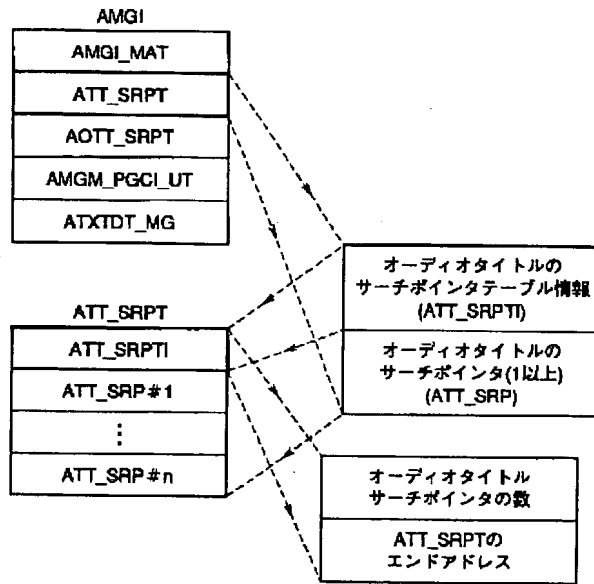 AMGI
AMGI_MAT
ATT_SRPT
AOTT_SRPT
AMGM_PGCI_UT
ATXTDT_MG
オーディオタイトルの
サーチポインタテーブル情報
(ATT_SRPTI)
オーディオタイトルの
サーチポインタ(1以上)
(ATT_SRP)
ATT_SRPT
ATT_SRPTI
ATT_SRP#1
⋮
ATT_SRP#n
オーディオタイトル
サーチポインタの数
ATT_SRPTの
エンドアドレス